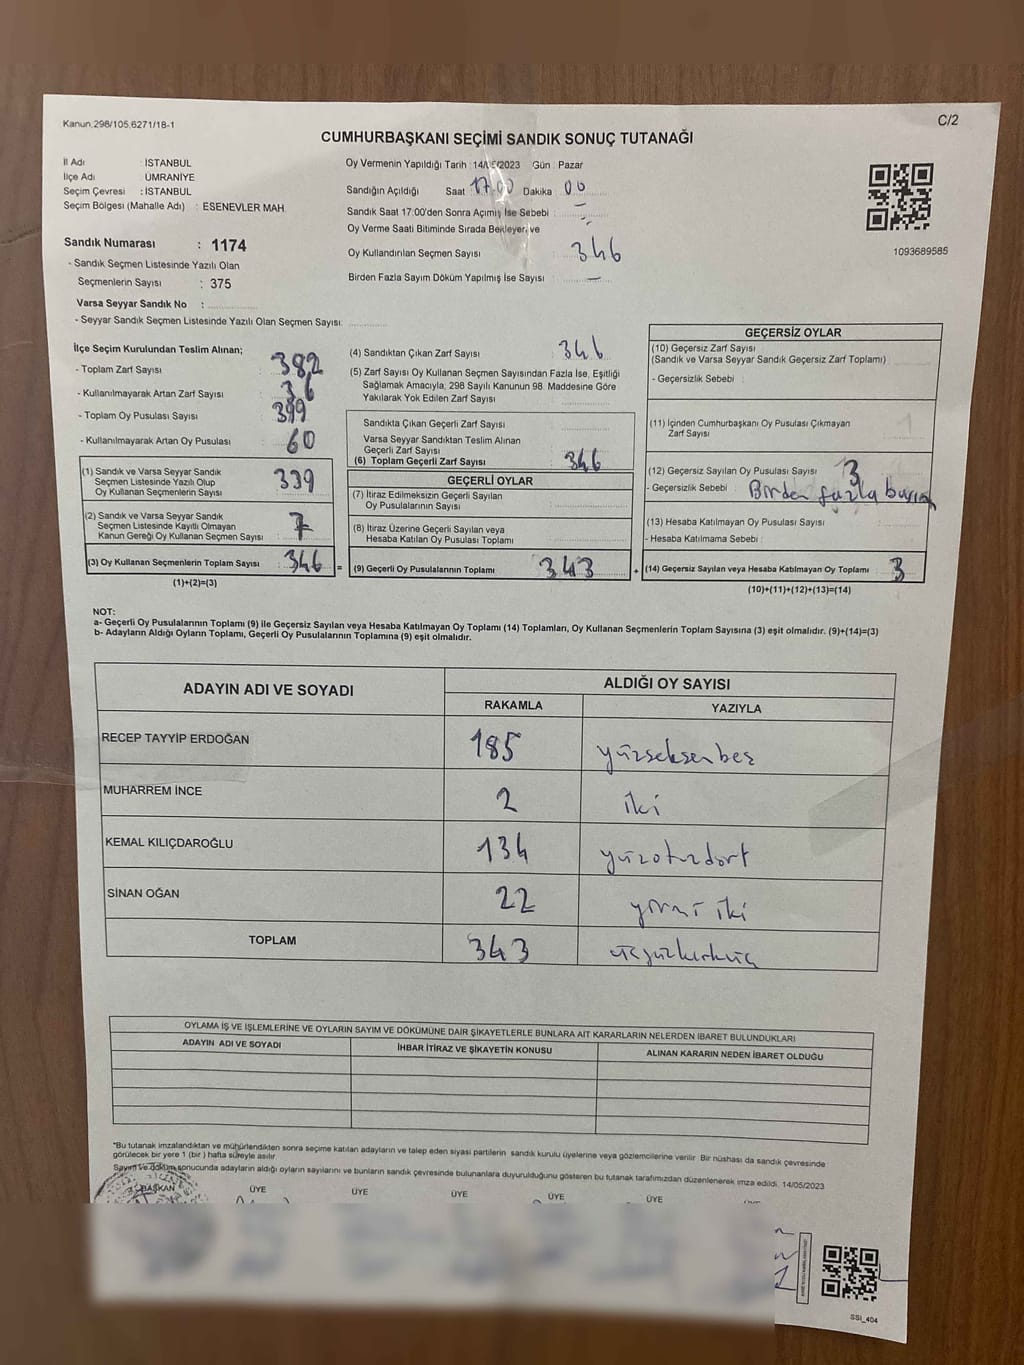 Kanun.298/105.6271/18-1
C/2
CUMHURBAŞKANI SEÇİMİ SANDIK SONUÇ TUTANAĞI
İl Adı : İSTANBUL
İlçe Adı : ÜMRANİYE
Seçim Çevresi : İSTANBUL
Seçim Bölgesi (Mahalle Adı) : ESENEVLER MAH.
Sandık Numarası : 1174
- Sandık Seçmen Listesinde Yazılı Olan
Seçmenlerin Sayısı : 375
Varsa Seyyar Sandık No :
- Seyyar Sandık Seçmen Listesinde Yazılı Olan Seçmen Sayısı:
Oy Vermenin Yapıldığı Tarih : 14/05/2023 Gün : Pazar
Sandığın Açıldığı Saat : 17.00 Dakika : 00
Sandık Saat 17:00'den Sonra Açımış İse Sebebi : –
Oy Verme Saati Bitiminde Sırada Bekleyen ve
Oy Kullandırılan Seçmen Sayısı : 346
Birden Fazla Sayım Döküm Yapılmış İse Sayısı : —
1093689585
İlçe Seçim Kurulundan Teslim Alınan;
- Toplam Zarf Sayısı : 382
- Kullanılmayarak Artan Zarf Sayısı : 36
- Toplam Oy Pusulası Sayısı : 399
- Kullanılmayarak Artan Oy Pusulası : 60
(1) Sandık ve Varsa Seyyar Sandık
Seçmen Listesinde Yazılı Olup
Oy Kullanan Seçmenlerin Sayısı : 339
(2) Sandık ve Varsa Seyyar Sandık
Seçmen Listesinde Kayıtlı Olmayan
Kanun Gereği Oy Kullanan Seçmen Sayısı : 7
(3) Oy Kullanan Seçmenlerin Toplam Sayısı : 346 =
(1)+(2)=(3)
(4) Sandıktan Çıkan Zarf Sayısı : 346
(5) Zarf Sayısı Oy Kullanan Seçmen Sayısından Fazla İse, Eşitliği
Sağlamak Amacıyla, 298 Sayılı Kanunun 98. Maddesine Göre
Yakılarak Yok Edilen Zarf Sayısı :
Sandıkta Çıkan Geçerli Zarf Sayısı :
Varsa Seyyar Sandıktan Teslim Alınan
Geçerli Zarf Sayısı :
(6) Toplam Geçerli Zarf Sayısı : 346
GEÇERLİ OYLAR
(7) İtiraz Edilmeksizin Geçerli Sayılan
Oy Pusulasının Sayısı :
(8) İtiraz Üzerine Geçerli Sayılan veya
Hesaba Katılan Oy Pusulası Toplamı :
(9) Geçerli Oy Pusulalarının Toplamı : 343 +
GEÇERSİZ OYLAR
(10) Geçersiz Zarf Sayısı
(Sandık ve Varsa Seyyar Sandık Geçersiz Zarf Toplamı) :
- Geçersizlik Sebebi :
(11) İçinden Cumhurbaşkanı Oy Pusulası Çıkmayan
Zarf Sayısı :
(12) Geçersiz Sayılan Oy Pusulası Sayısı : 3
- Geçersizlik Sebebi : Birden fazla
(13) Hesaba Katılmayan Oy Pusulası Sayısı :
- Hesaba Katılmama Sebebi :
(14) Geçersiz Sayılan veya Hesaba Katılmayan Oy Toplamı : 3
(10)+(11)+(12)+(13)=(14)
NOT:
a- Geçerli Oy Pusulalarının Toplamı (9) ile Geçersiz Sayılan veya Hesaba Katılmayan Oy Toplamı (14) Toplamları, Oy Kullanan Seçmenlerin Toplam Sayısına (3) eşit olmalıdır. (9)+(14)=(3)
b- Adayların Aldığı Oyların Toplamı, Geçerli Oy Pusulalarının Toplamına (9) eşit olmalıdır.
ADAYIN ADI VE SOYADI ALDIĞI OY SAYISI
RAKAMLA YAZIYLA
RECEP TAYYİP ERDOĞAN 185 yüzseksenbeş
MUHARREM İNCE 2 iki
KEMAL KILIÇDAROĞLU 134 yüzotuzdört
SİNAN OĞAN 22 yirmi iki
TOPLAM 343 üçyüzkırküç
OYLAMA İŞ VE İŞLEMLERİNE VE OYLARIN SAYIM VE DÖKÜMÜNE DAİR ŞİKAYETLERLE BUNLARA AİT KARARLARIN NELERDEN İBARET BULUNDUKLARI
ADAYIN ADI VE SOYADI İHBAR İTİRAZ VE ŞİKAYETİN KONUSU ALINAN KARARIN NEDEN İBARET OLDUĞU
*Bu tutanak imzalandıktan ve mühürlendikten sonra seçime katılan adayların ve talep eden siyasi partilerin sandık kurulu üyelerine veya gözlemcilerine verilir. Bir nüshası da sandık çevresinde
görülecek bir yere 1 (bir ) hafta süreyle asılır.
Sayım ve döküm sonucunda adayların aldığı oyların sayılarını ve bunların sandık çevresinde bulunanlara duyurulduğunu gösteren bu tutanak tarafımızdan düzenlenerek imza edildi. 14/05/2023
BAŞKAN ÜYE ÜYE ÜYE ÜYE ÜYE
SSI_404